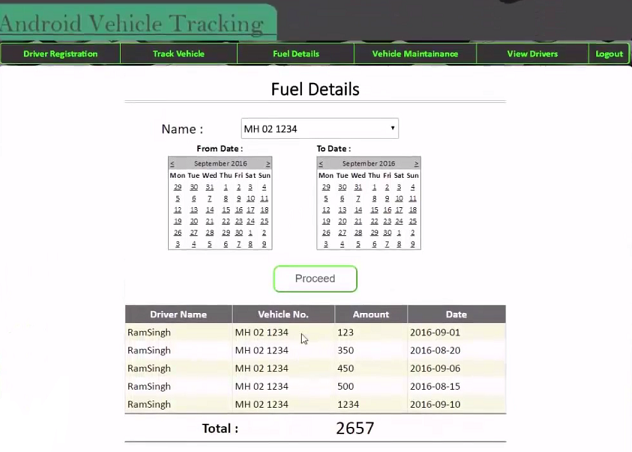 Android Vehicle Tracking
Driver Registration Track Vehicle Fuel Details Vehicle Maintainance View Drivers Logout
Fuel Details
Name : MH 02 1234
From Date : To Date :
< September 2016 > < September 2016 >
Mon Tue Wed Thu Fri Sat Sun Mon Tue Wed Thu Fri Sat Sun
29 30 31 1 2 3 4 29 30 31 1 2 3 4
5 6 7 8 9 10 11 5 6 7 8 9 10 11
12 13 14 15 16 17 18 12 13 14 15 16 17 18
19 20 21 22 23 24 25 19 20 21 22 23 24 25
26 27 28 29 30 1 2 26 27 28 29 30 1 2
3 4 5 6 7 8 9 3 4 5 6 7 8 9
Proceed
Driver Name Vehicle No. Amount Date
RamSingh MH 02 1234 123 2016-09-01
RamSingh MH 02 1234 350 2016-08-20
RamSingh MH 02 1234 450 2016-09-06
RamSingh MH 02 1234 500 2016-08-15
RamSingh MH 02 1234 1234 2016-09-10
Total : 2657